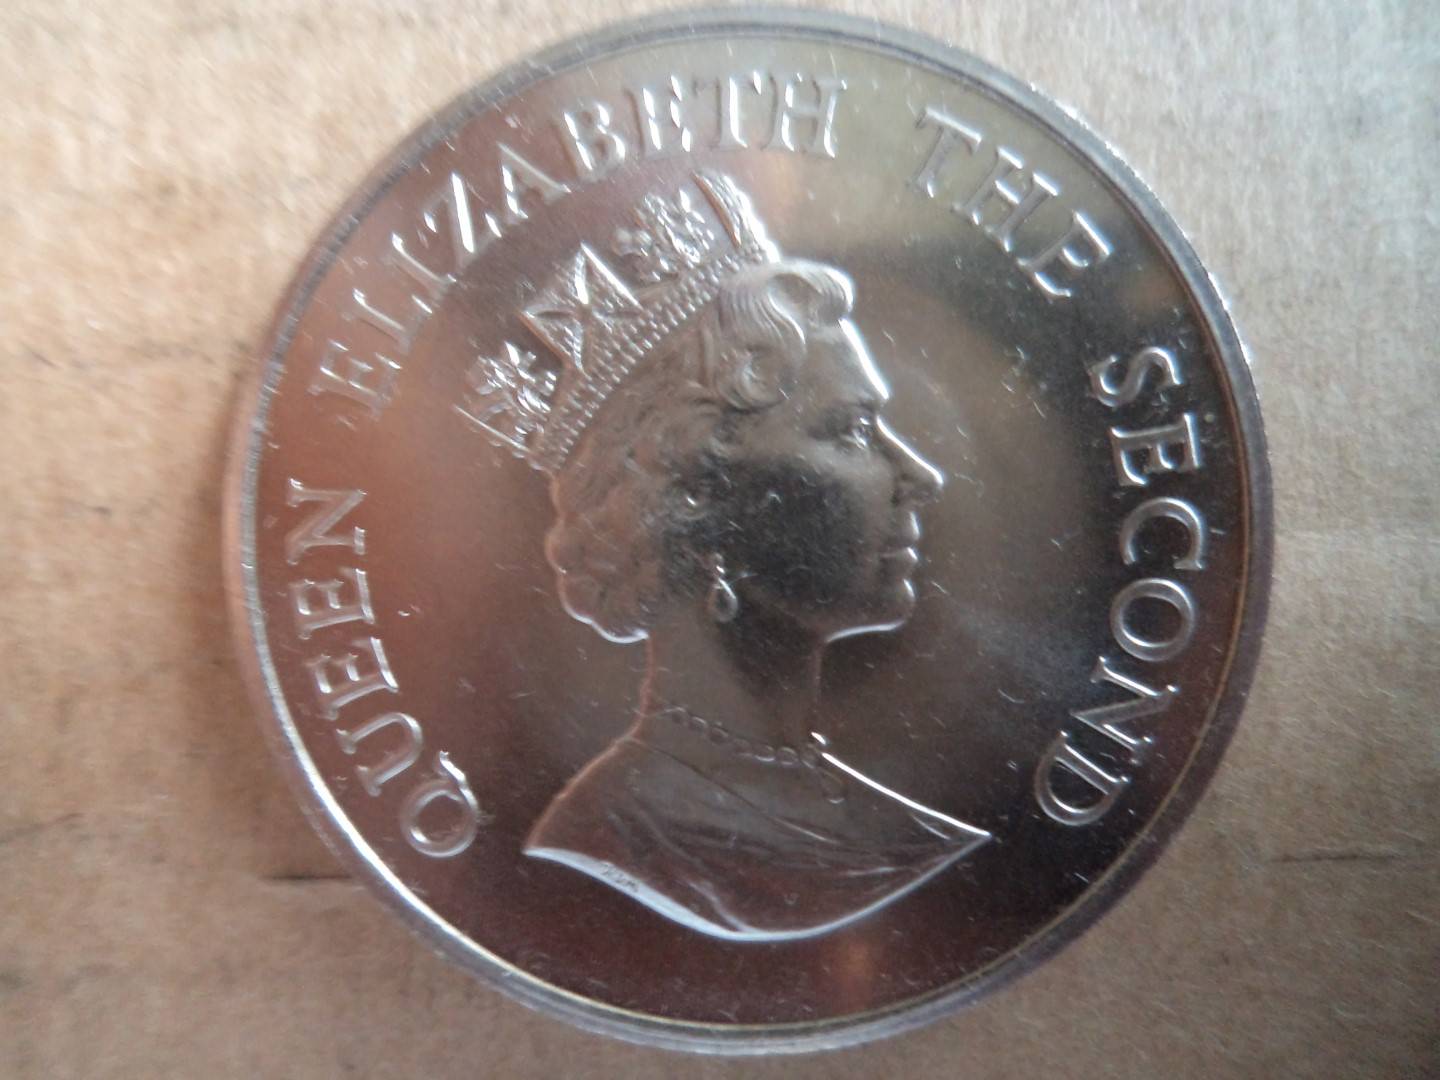 QUEEN ELIZABETH THE SECOND